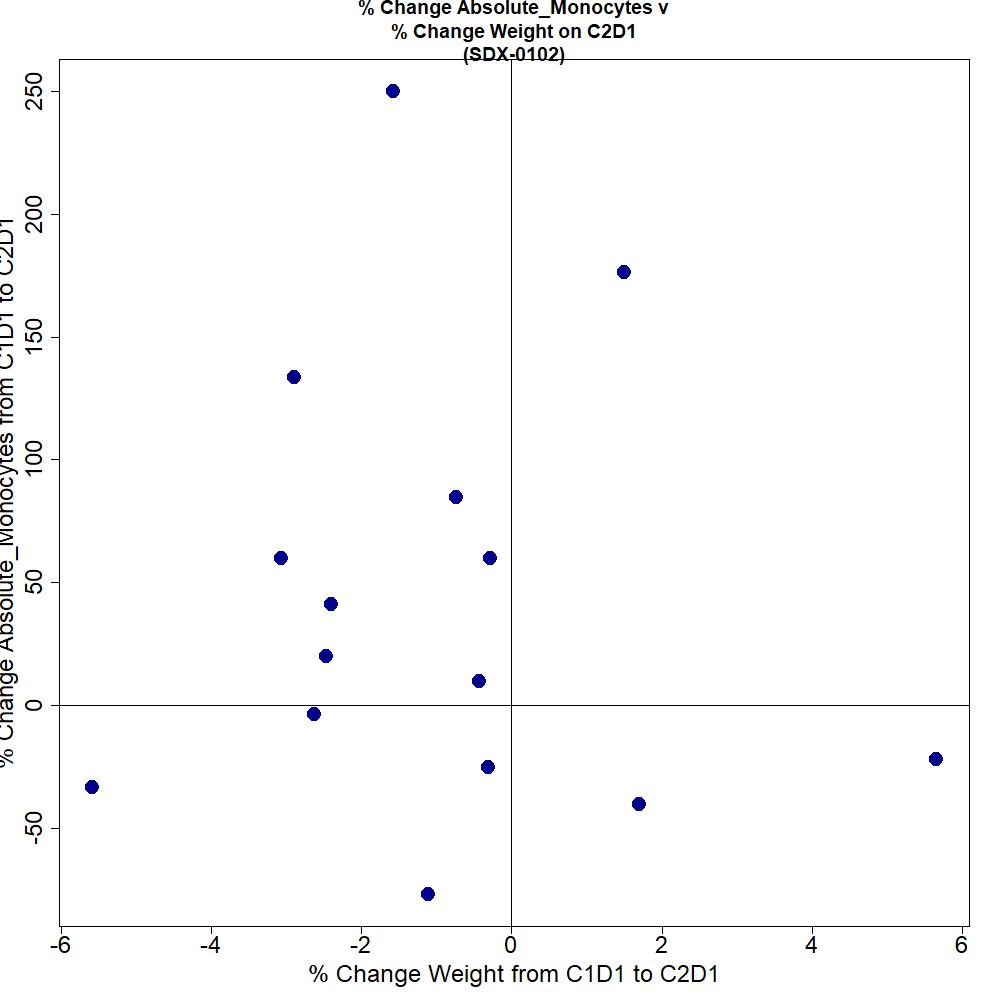 % Change Absolute_Monocytes v
% Change Weight on C2D1
(SDX-0102)
% Change Absolute_Monocytes from C1D1 to C2D1
250
200
150
100
50
0
-50
-6
-4
-2
0
2
4
6
% Change Weight from C1D1 to C2D1